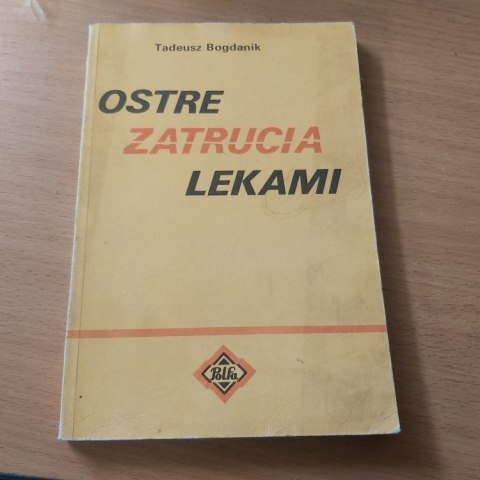 Tadeusz Bogdanik
OSTRE
ZATRUCIA
LEKAMI
Polfa